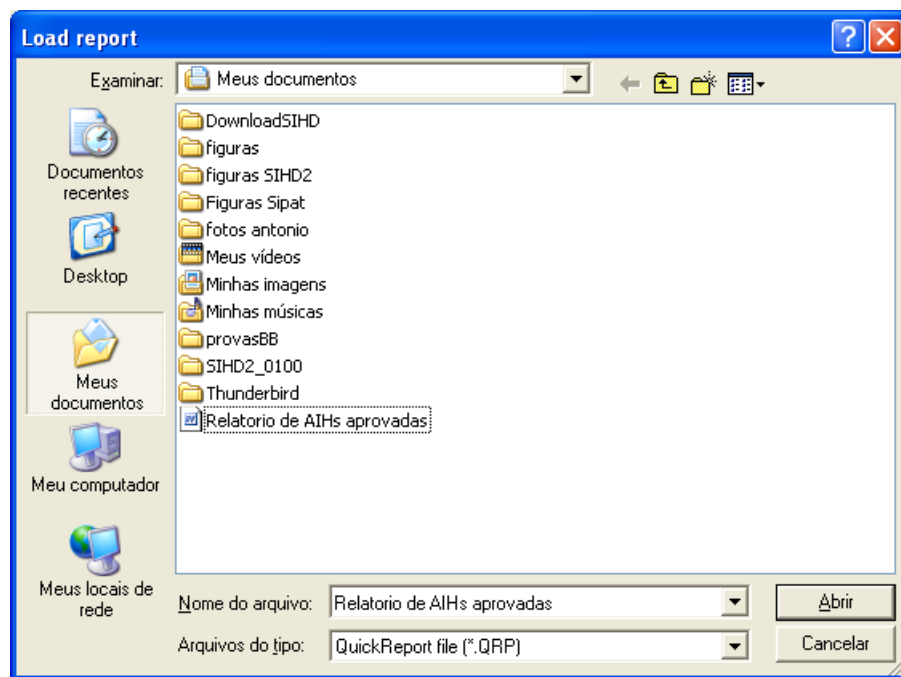 Load report
Examinar:
Meus documentos
Documentos
recentes
Desktop
Meus
documentos
Meu computador
Meus locais de
rede
DownloadSIHD
figuras
figuras SIHD2
Figuras Sipat
fotos antonio
Meus vídeos
Minhas imagens
Minhas músicas
provasBB
SIHD2_0100
Thunderbird
Relatorio de AIHs aprovadas
Nome do arquivo:
Relatorio de AIHs aprovadas
Abrir
Arquivos do tipo:
QuickReport file (*.QRP)
Cancelar